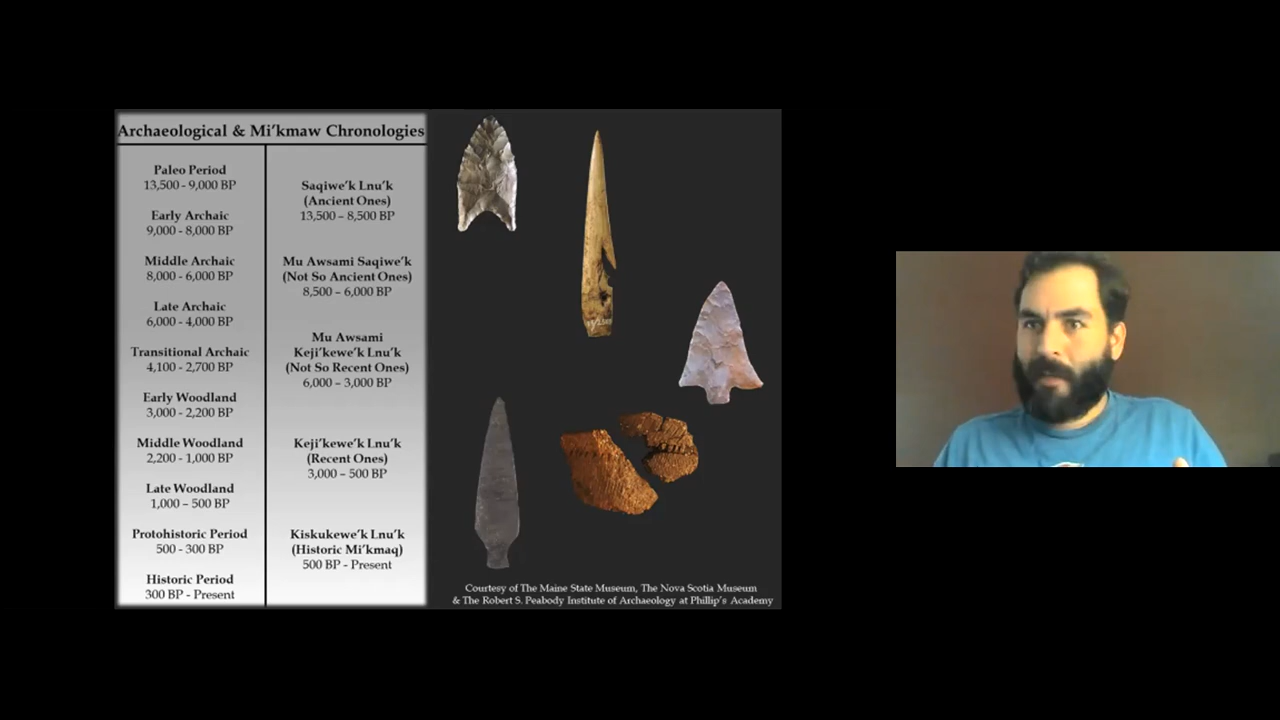 Archaeological & Mi'kmaw Chronologies
Paleo Period
13,500 - 9,000 BP
Early Archaic
9,000 - 8,000 BP
Middle Archaic
8,000 - 6,000 BP
Late Archaic
6,000 - 4,000 BP
Transitional Archaic
4,100 - 2,700 BP
Early Woodland
3,000 - 2,200 BP
Middle Woodland
2,200 - 1,000 BP
Late Woodland
1,000 – 500 BP
Protohistoric Period
500 - 300 BP
Historic Period
300 BP - Present
Saqiwe'k Lnu'k
(Ancient Ones)
13,500 – 8,500 BP
Mu Awsami Saqiwe'k
(Not So Ancient Ones)
8,500 – 6,000 BP
Mu Awsami
Keji'kewe'k Lnu'k
(Not So Recent Ones)
6,000 – 3,000 BP
Keji'kewe'k Lnu'k
(Recent Ones)
3,000 – 500 BP
Kiskukewe'k Lnu'k
(Historic Mi'kmaq)
500 BP - Present
Courtesy of The Maine State Museum, The Nova Scotia Museum
& The Robert S. Peabody Institute of Archaeology at Phillip's Academy